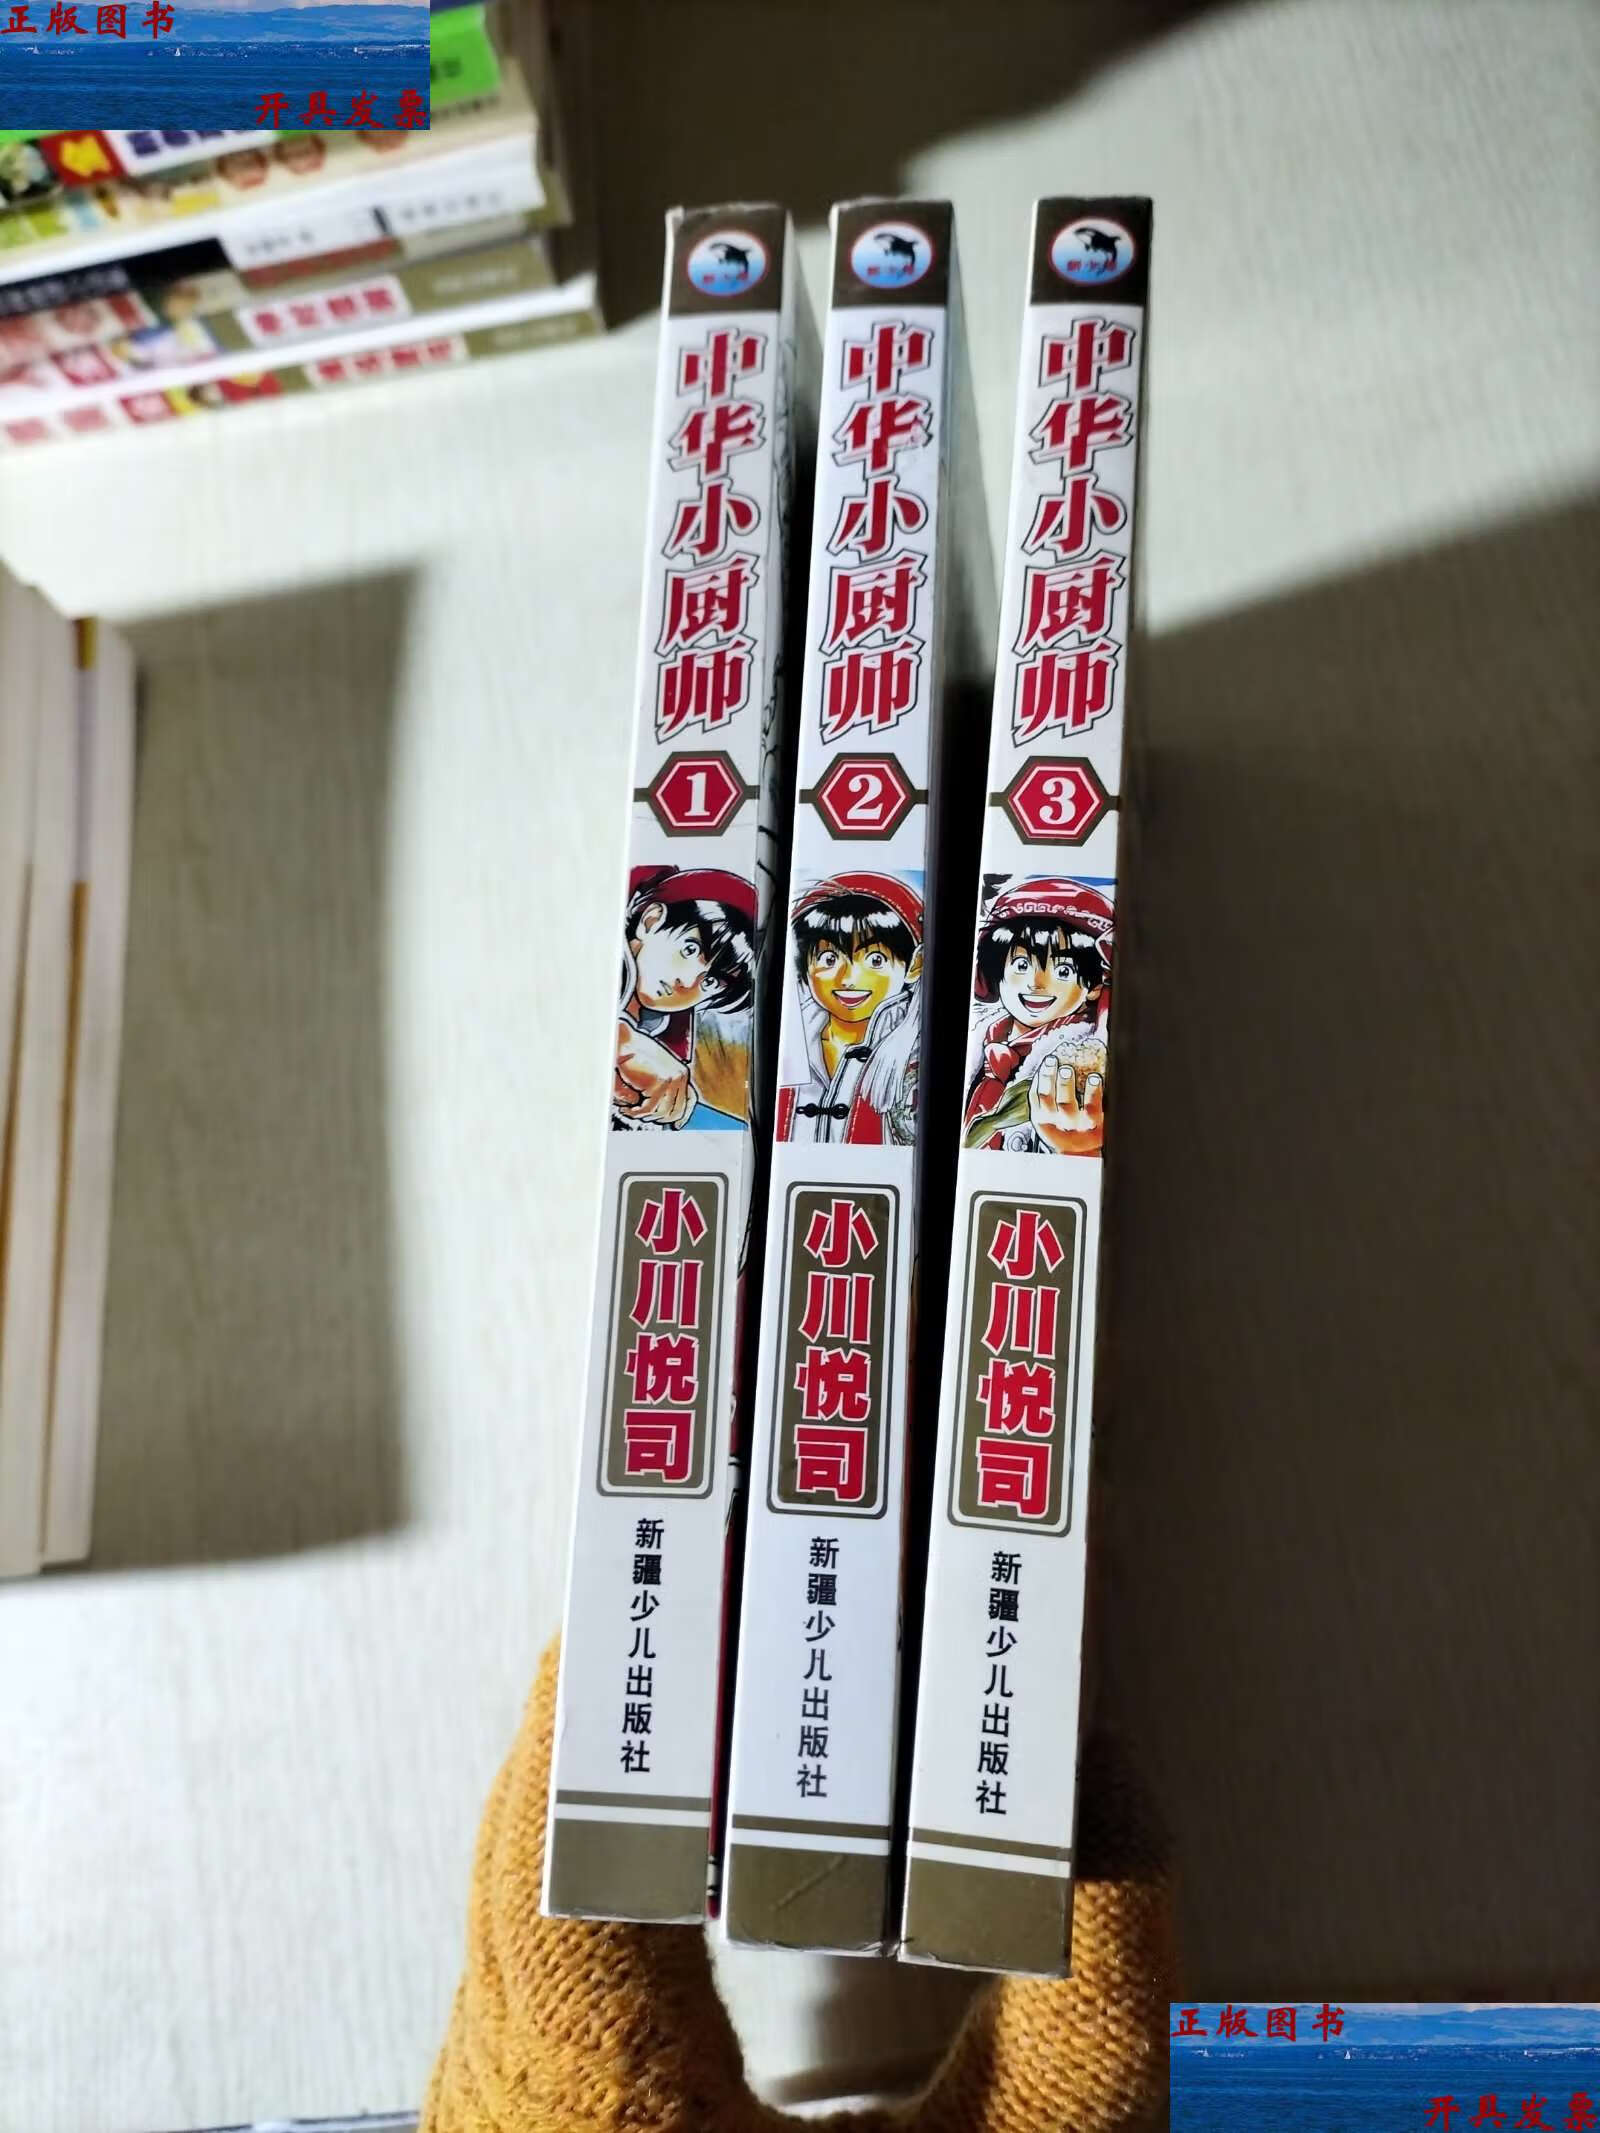 正版图书
开具发票
中华小厨师
1
小川悦司
新疆少儿出版社
中华小厨师
2
小川悦司
新疆少儿出版社
中华小厨师
3
小川悦司
新疆少儿出版社
正版图书
开具发票